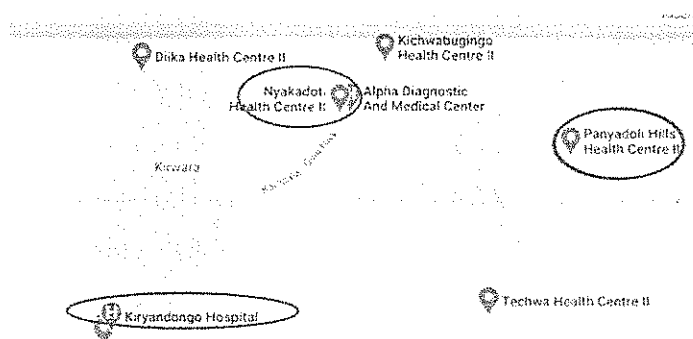 Kichwabugingo
Health Centre II
Diika Health Centre II
Nyakadot
Health Centre II
Alpha Diagnostic
And Medical Center
Panyadoli Hills
Health Centre II
Kirwara
Techwa Health Centre II
Kiryandongo Hospital